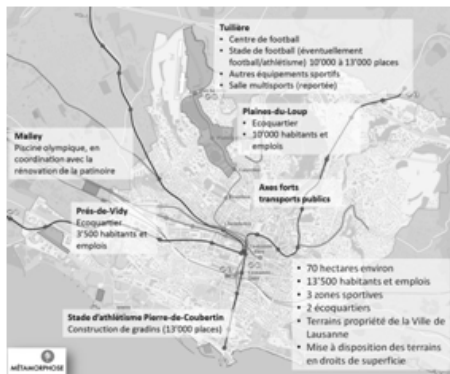 Tuilière
• Centre de football
• Stade de football (éventuellement
football/athlétisme) 10'000 à 13'000 places
• Autres équipements sportifs
• Salle multisports (reportée)
Plaines-du-Loup
• Ecoquartier
• 10'000 habitants et
emplois
Malley
Piscine olympique, en
coordination avec la
rénovation de la patinoire
Axes forts
transports publics
Prés-de-Vidy
Ecoquartier
3'500 habitants et
emplois
• 70 hectares environ
• 13'500 habitants et emplois
• 3 zones sportives
• 2 écoquartiers
• Terrains propriété de la Ville de
Lausanne
• Mise à disposition des terrains
en droits de superficie
Stade d'athlétisme Pierre-de-Coubertin
Construction de gradins (13'000 places)
MÉTAMORPHOSE